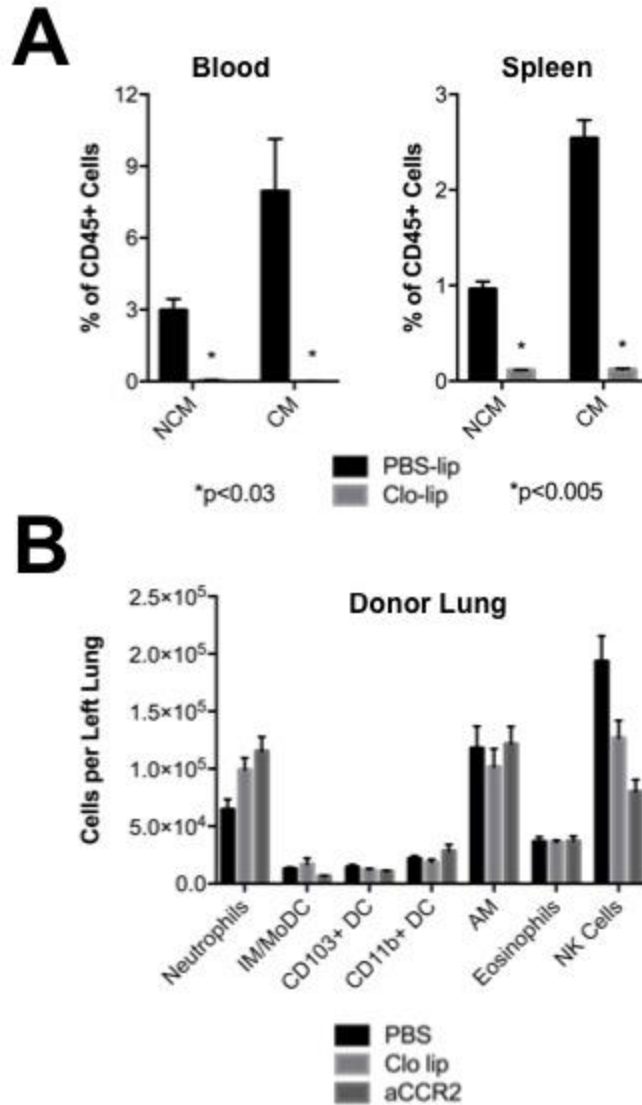 A
Blood
Spleen
% of CD45+ Cells
12
9
6
3
0
NCM
CM
*
*
% of CD45+ Cells
3
2
1
0
NCM
CM
*
*
*p<0.03
PBS-lip
Clo-lip
*p<0.005
B
Donor Lung
Cells per Left Lung
2.5×10⁵
2.0×10⁵
1.5×10⁵
1.0×10⁵
5.0×10⁴
0.0
Neutrophils
IM/MoDC
CD103+ DC
CD11b+ DC
AM
Eosinophils
NK Cells
PBS
Clo lip
aCCR2